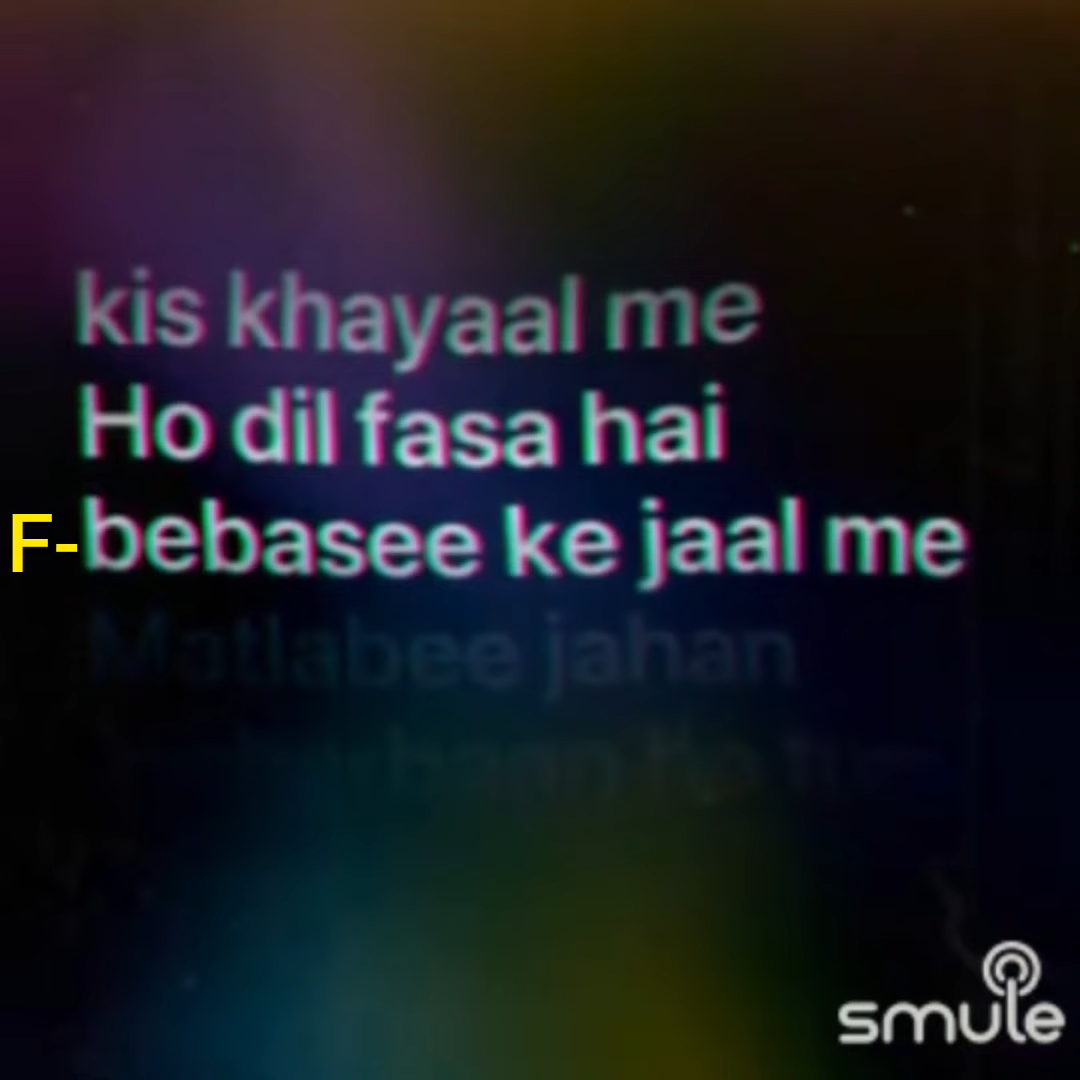 kis khayaal me
Ho dil fasa hai
F-bebasee ke jaal me
Matlabee jahan
smule